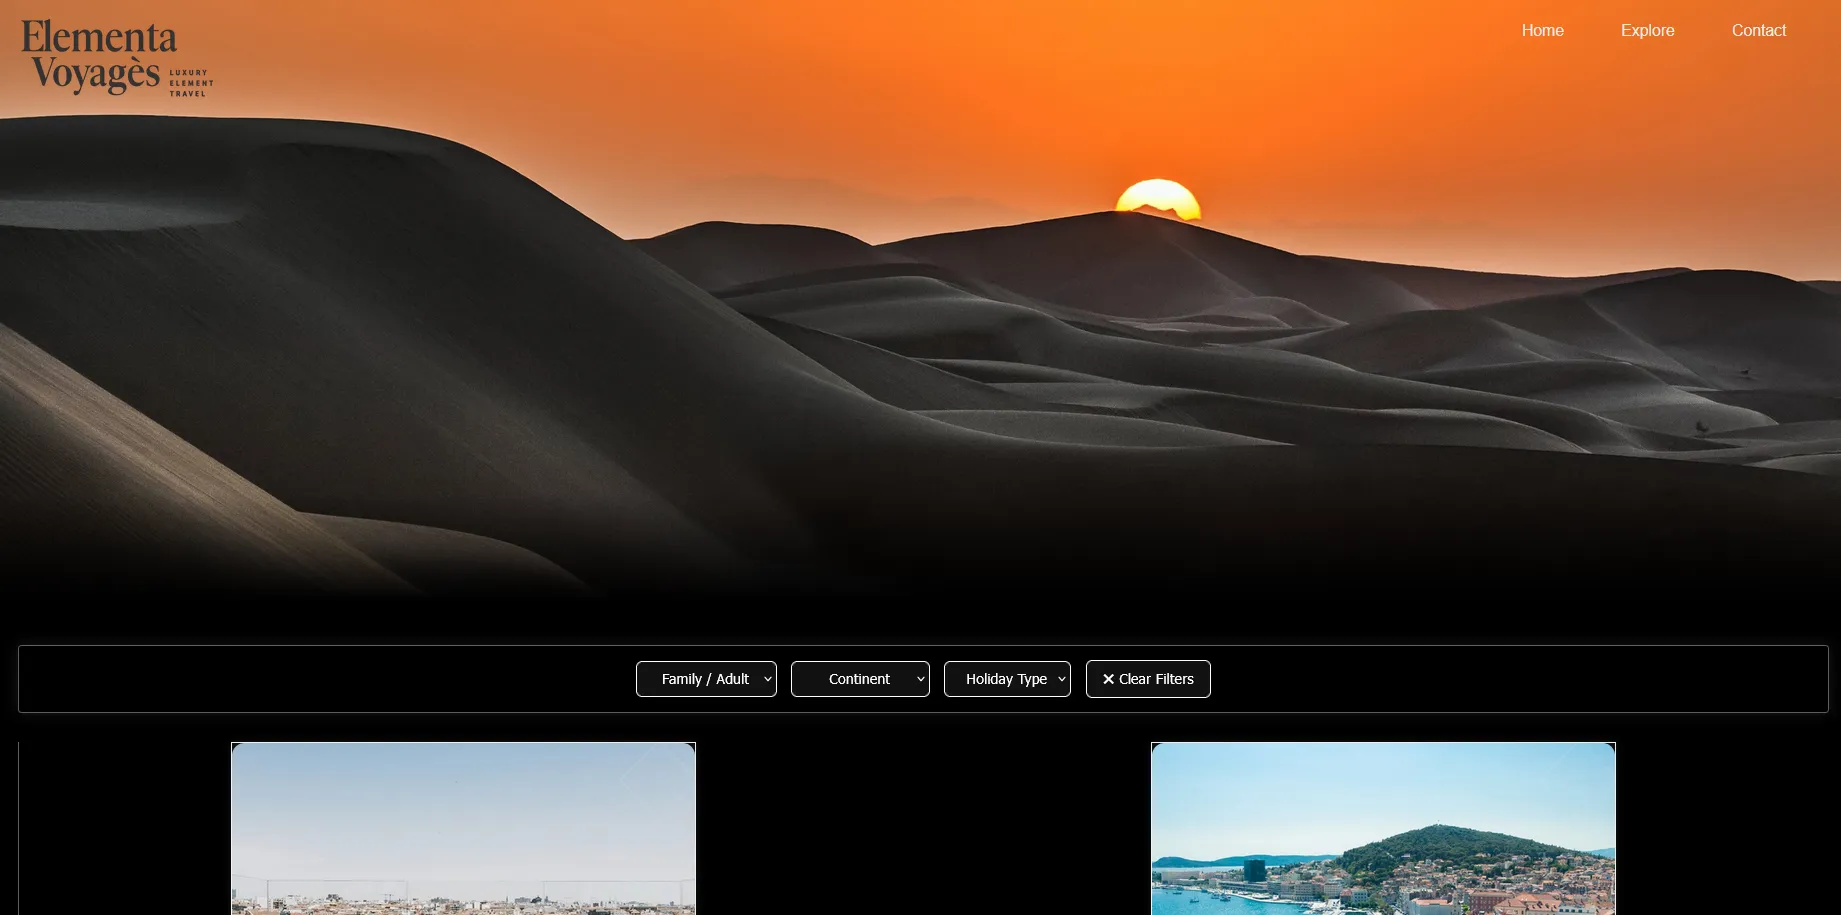 Elementa
Voyagès
LUXURY
ELEMENT
TRAVEL
Home
Explore
Contact
Family / Adult
Continent
Holiday Type
✕ Clear Filters